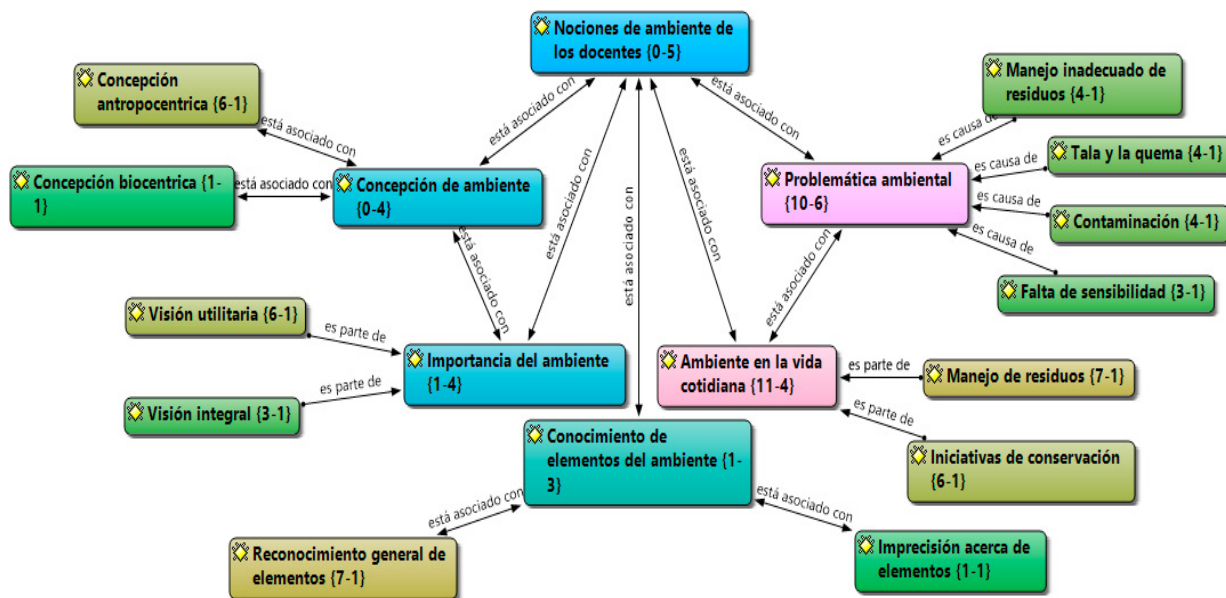 Nociones de ambiente de
los docentes {0-5}
Concepción
antropocentrica {6-1}
Manejo inadecuado de
residuos {4-1}
está asociado con
está asociado con
está asociado con
es causa de
es causa de
Tala y la quema {4-1}
Concepción biocentrica {1-
1}
está asociado con
Concepción de ambiente
{0-4}
está asociado con
está asociado con
está asociado con
Problemática ambiental
{10-6}
es causa de
Contaminación {4-1}
es causa de
está asociado con
está asociado con
Falta de sensibilidad {3-1}
Visión utilitaria {6-1}
es parte de
Importancia del ambiente
{1-4}
Ambiente en la vida
cotidiana {11-4}
es parte de
Manejo de residuos {7-1}
es parte de
Visión integral {3-1}
es parte de
Conocimiento de
elementos del ambiente {1-
3}
Iniciativas de conservación
{6-1}
está asociado con
está asociado con
Reconocimiento general de
elementos {7-1}
Imprecisión acerca de
elementos {1-1}